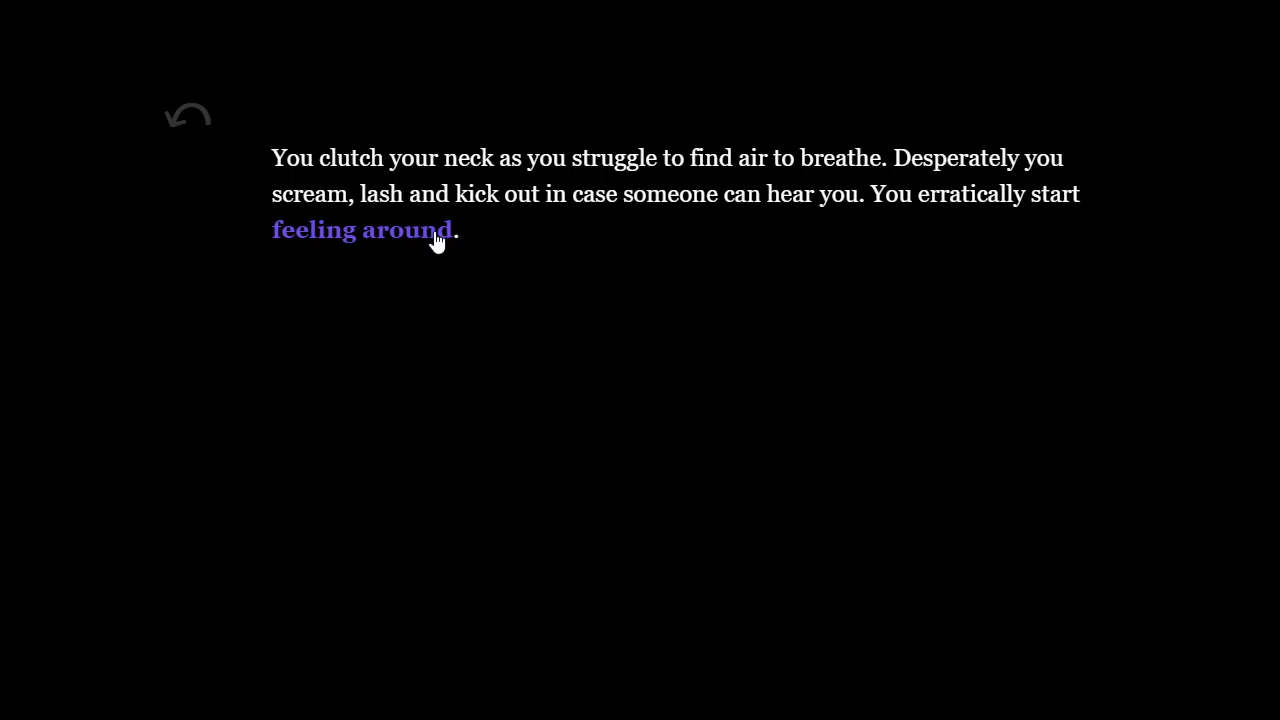 You clutch your neck as you struggle to find air to breathe. Desperately you
scream, lash and kick out in case someone can hear you. You erratically start
feeling around.